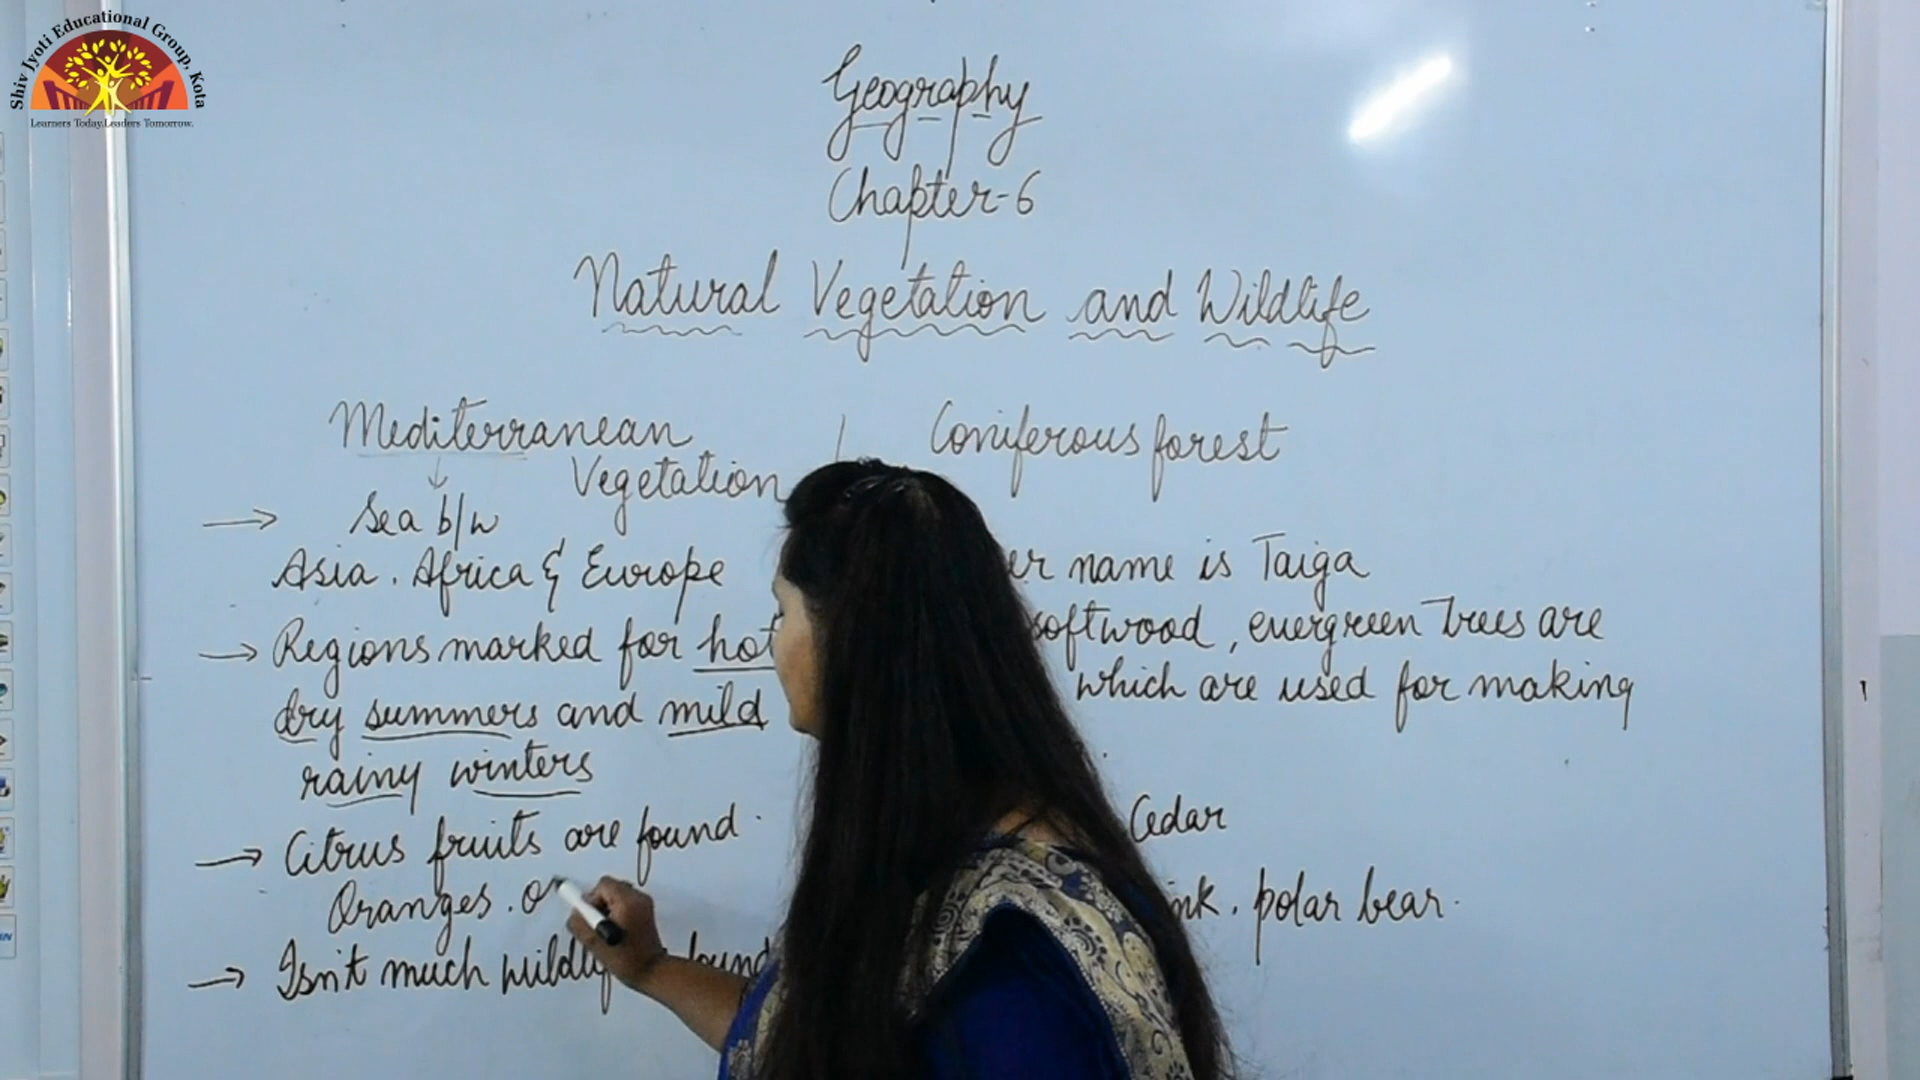 Shiv Jyoti Educational Group, Kota
Learners Today.Leaders Tomorrow.
Geography
Chapter-6
Natural Vegetation and Wildlife
Mediterranean
Vegetation
→ Sea b/w
Asia. Africa & Europe
→ Regions marked for hot
dry summers and mild
rainy winters
→ Citrus fruits are found.
Oranges.
→ Isn't much
Coniferous forest
name is Taiga
softwood, evergreen trees are
which are used for making
Cedar
polar bear.